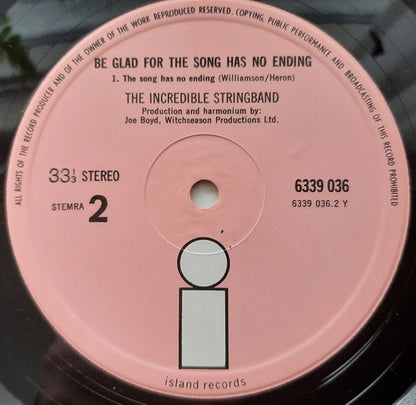 ALL RIGHTS OF THE RECORD PRODUCER AND OF THE OWNER OF THE WORK REPRODUCED RESERVED. COPYING, PUBLIC PERFORMANCE AND BROADCASTING OF THIS RECORD PROHIBITED
BE GLAD FOR THE SONG HAS NO ENDING
1. The song has no ending (Williamson/Heron)
THE INCREDIBLE STRINGBAND
Production and harmonium by:
Joe Boyd, Witchseason Productions Ltd.
33⅓ STEREO
6339 036
STEMRA 2
6339 036.2 Y
island records